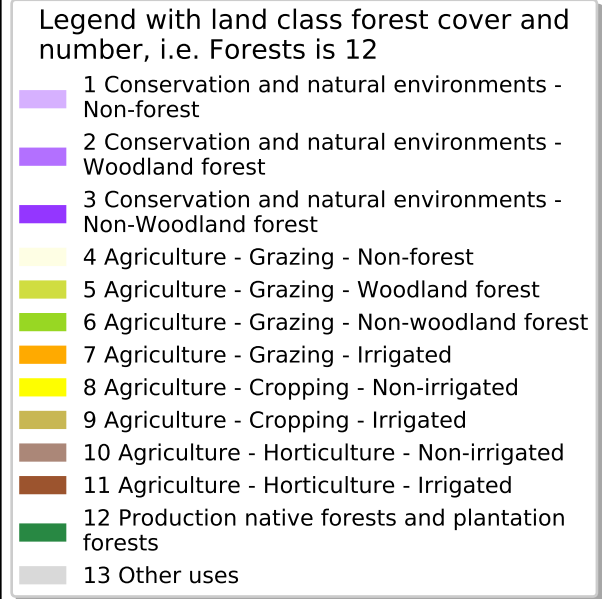 Legend with land class forest cover and
number, i.e. Forests is 12
1 Conservation and natural environments -
Non-forest
2 Conservation and natural environments -
Woodland forest
3 Conservation and natural environments -
Non-Woodland forest
4 Agriculture - Grazing - Non-forest
5 Agriculture - Grazing - Woodland forest
6 Agriculture - Grazing - Non-woodland forest
7 Agriculture - Grazing - Irrigated
8 Agriculture - Cropping - Non-irrigated
9 Agriculture - Cropping - Irrigated
10 Agriculture - Horticulture - Non-irrigated
11 Agriculture - Horticulture - Irrigated
12 Production native forests and plantation
forests
13 Other uses